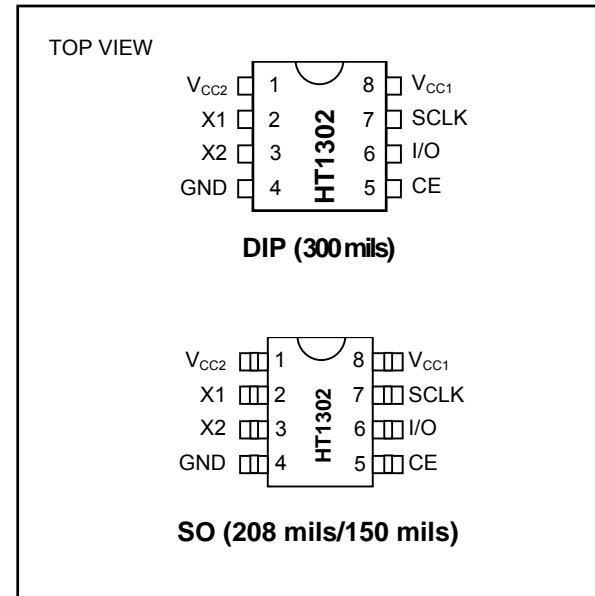 TOP VIEW
VCC2 1 8 VCC1
X1 2 7 SCLK
X2 3 6 I/O
GND 4 5 CE
HT1302
DIP (300 mils)
VCC2 1 8 VCC1
X1 2 7 SCLK
X2 3 6 I/O
GND 4 5 CE
HT1302
SO (208 mils/150 mils)